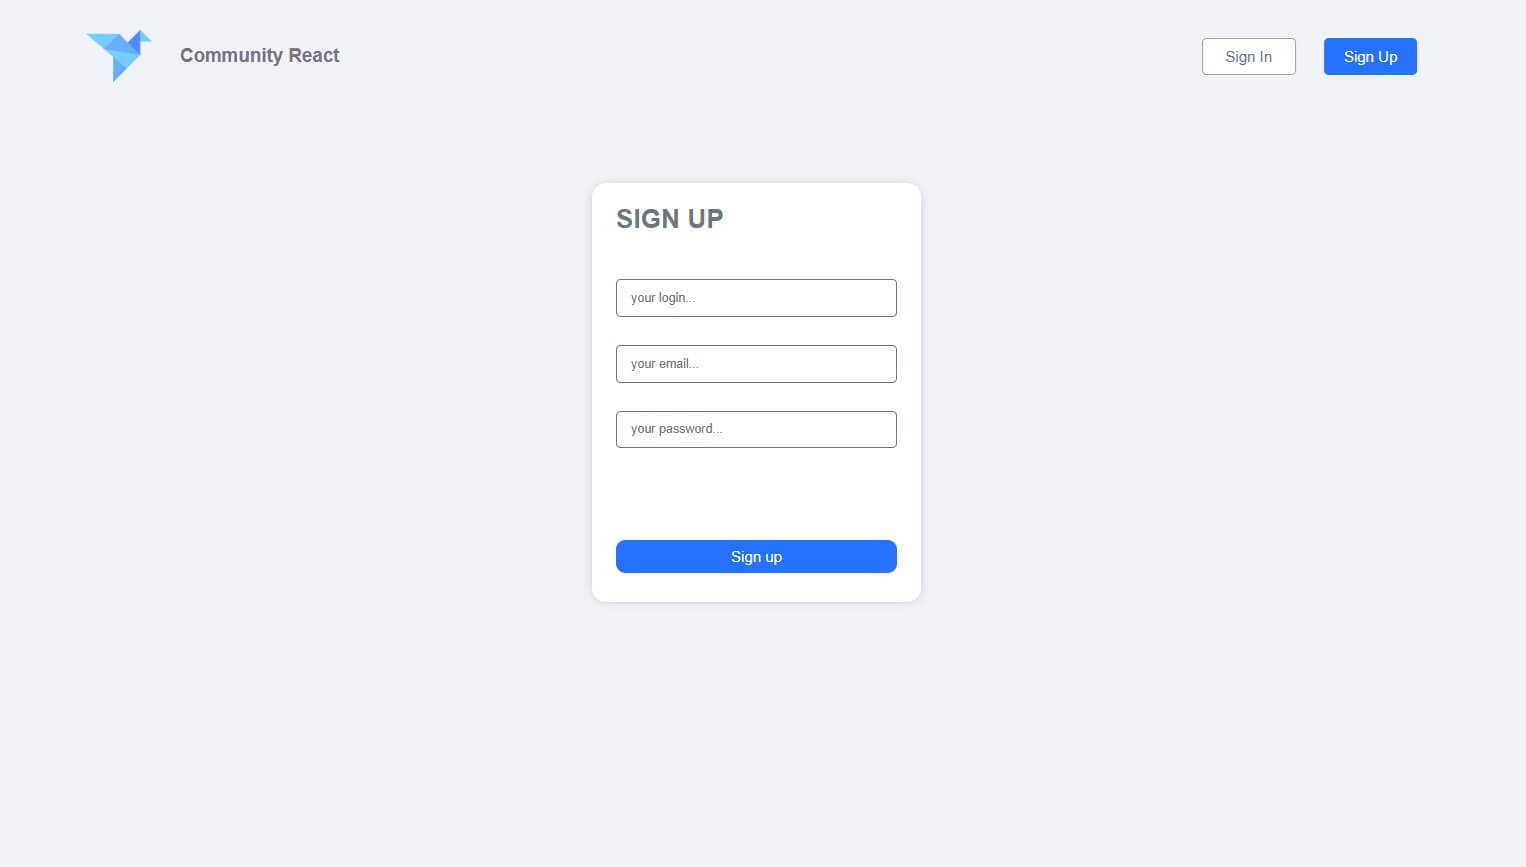 Community React
Sign In
Sign Up
SIGN UP
your login...
your email...
your password...
Sign up